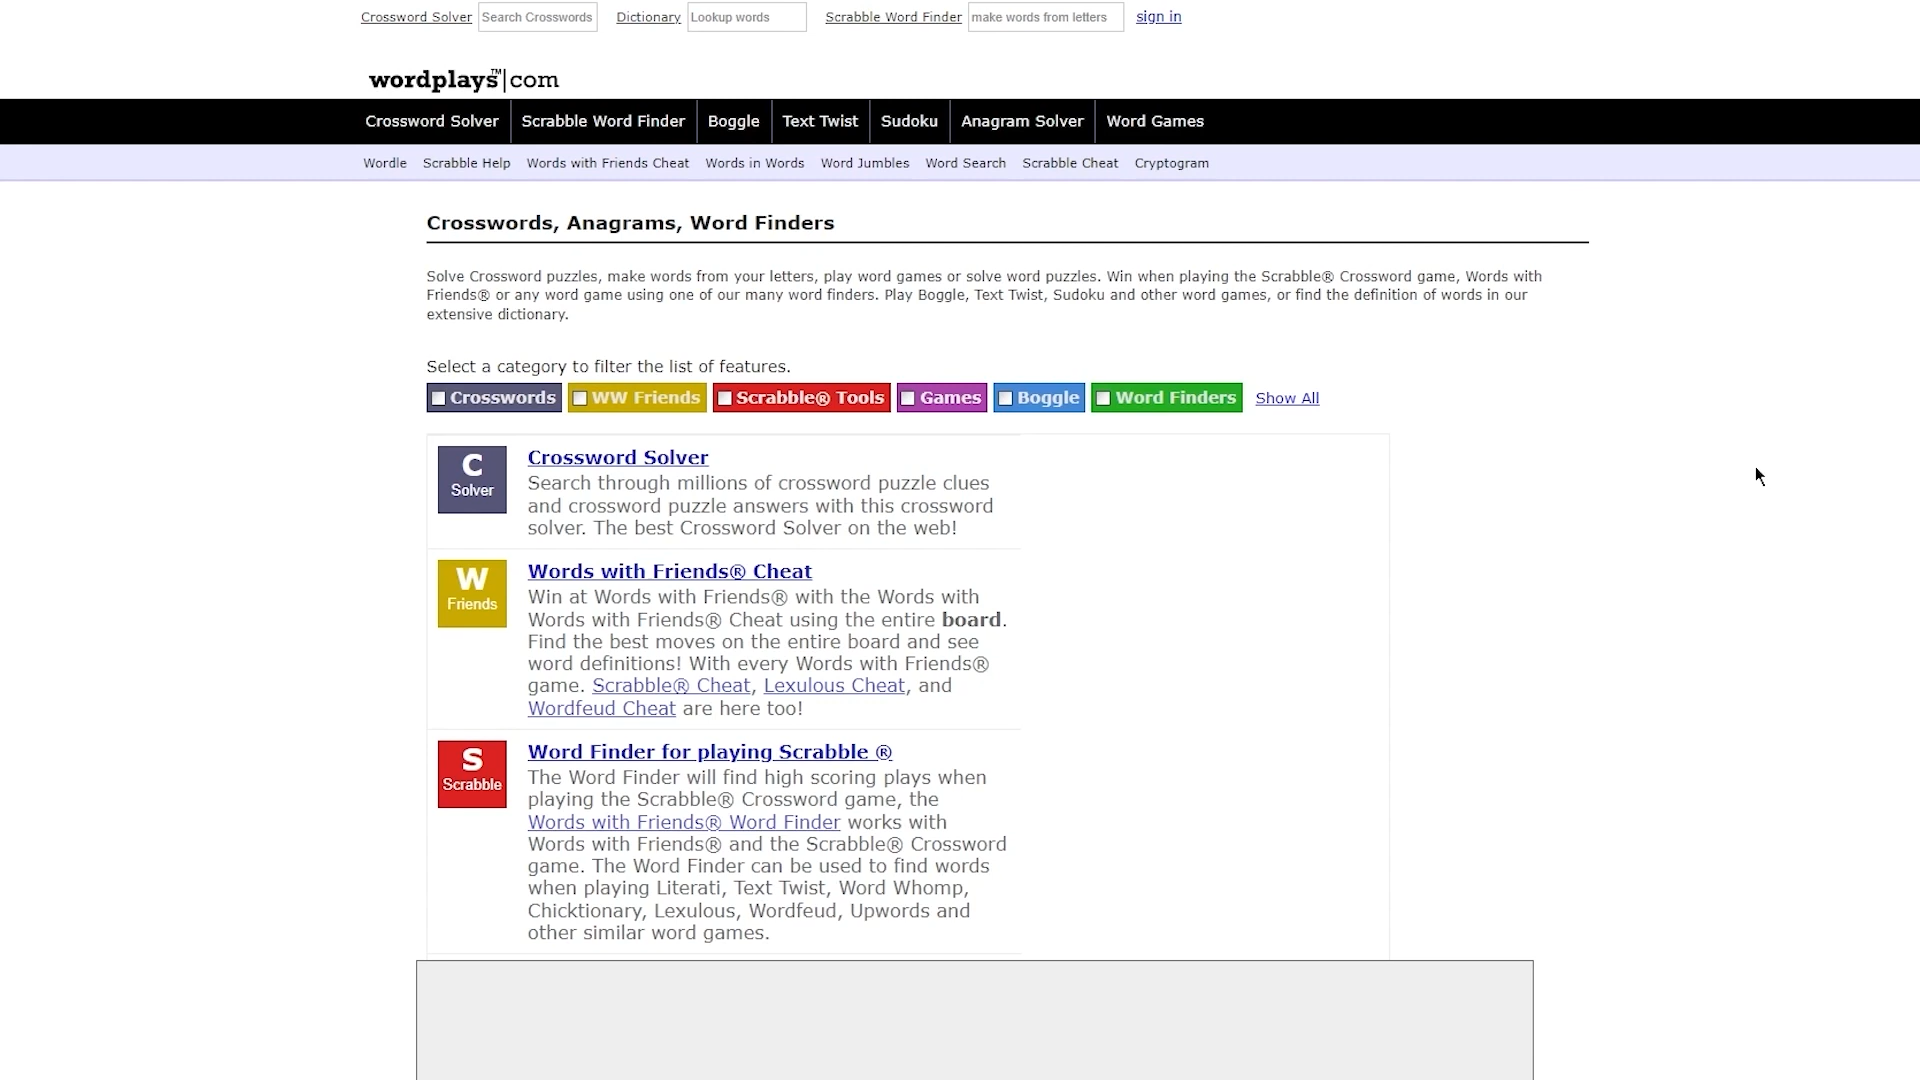 Crossword Solver Search Crosswords Dictionary Lookup words Scrabble Word Finder make words from letters sign in
wordplays™|com
Crossword Solver Scrabble Word Finder Boggle Text Twist Sudoku Anagram Solver Word Games
Wordle Scrabble Help Words with Friends Cheat Words in Words Word Jumbles Word Search Scrabble Cheat Cryptogram
Crosswords, Anagrams, Word Finders
Solve Crossword puzzles, make words from your letters, play word games or solve word puzzles. Win when playing the Scrabble® Crossword game, Words with
Friends® or any word game using one of our many word finders. Play Boggle, Text Twist, Sudoku and other word games, or find the definition of words in our
extensive dictionary.
Select a category to filter the list of features.
Crosswords WW Friends Scrabble® Tools Games Boggle Word Finders Show All
C
Solver
Crossword Solver
Search through millions of crossword puzzle clues
and crossword puzzle answers with this crossword
solver. The best Crossword Solver on the web!
W
Friends
Words with Friends® Cheat
Win at Words with Friends® with the Words with
Words with Friends® Cheat using the entire board.
Find the best moves on the entire board and see
word definitions! With every Words with Friends®
game. Scrabble® Cheat, Lexulous Cheat, and
Wordfeud Cheat are here too!
S
Scrabble
Word Finder for playing Scrabble ®
The Word Finder will find high scoring plays when
playing the Scrabble® Crossword game, the
Words with Friends® Word Finder works with
Words with Friends® and the Scrabble® Crossword
game. The Word Finder can be used to find words
when playing Literati, Text Twist, Word Whomp,
Chicktionary, Lexulous, Wordfeud, Upwords and
other similar word games.